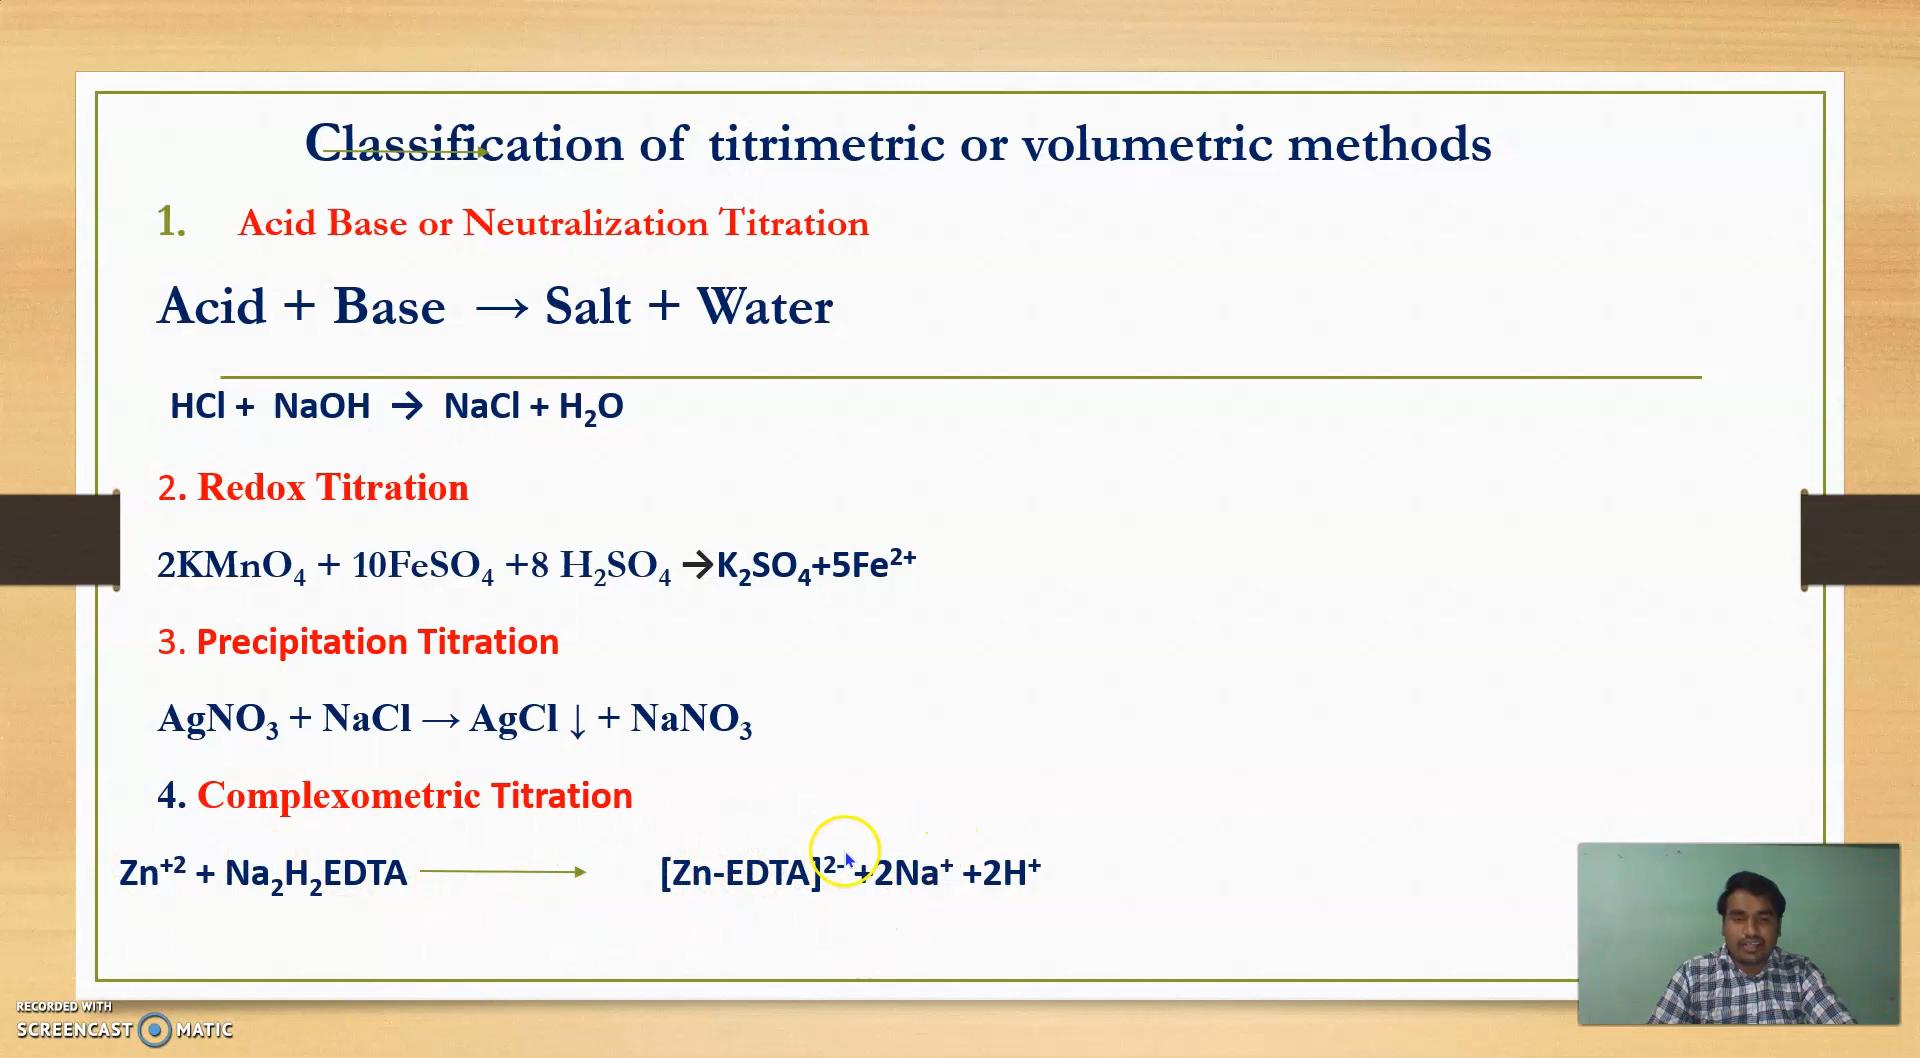 Classification of titrimetric or volumetric methods
1. Acid Base or Neutralization Titration
Acid + Base → Salt + Water
HCl + NaOH → NaCl + H₂O
2. Redox Titration
2KMnO₄ + 10FeSO₄ +8 H₂SO₄ →K₂SO₄+5Fe²⁺
3. Precipitation Titration
AgNO₃ + NaCl → AgCl ↓ + NaNO₃
4. Complexometric Titration
Zn⁺² + Na₂H₂EDTA → [Zn-EDTA]²⁻ +2Na⁺ +2H⁺
RECORDED WITH
SCREENCAST MATIC